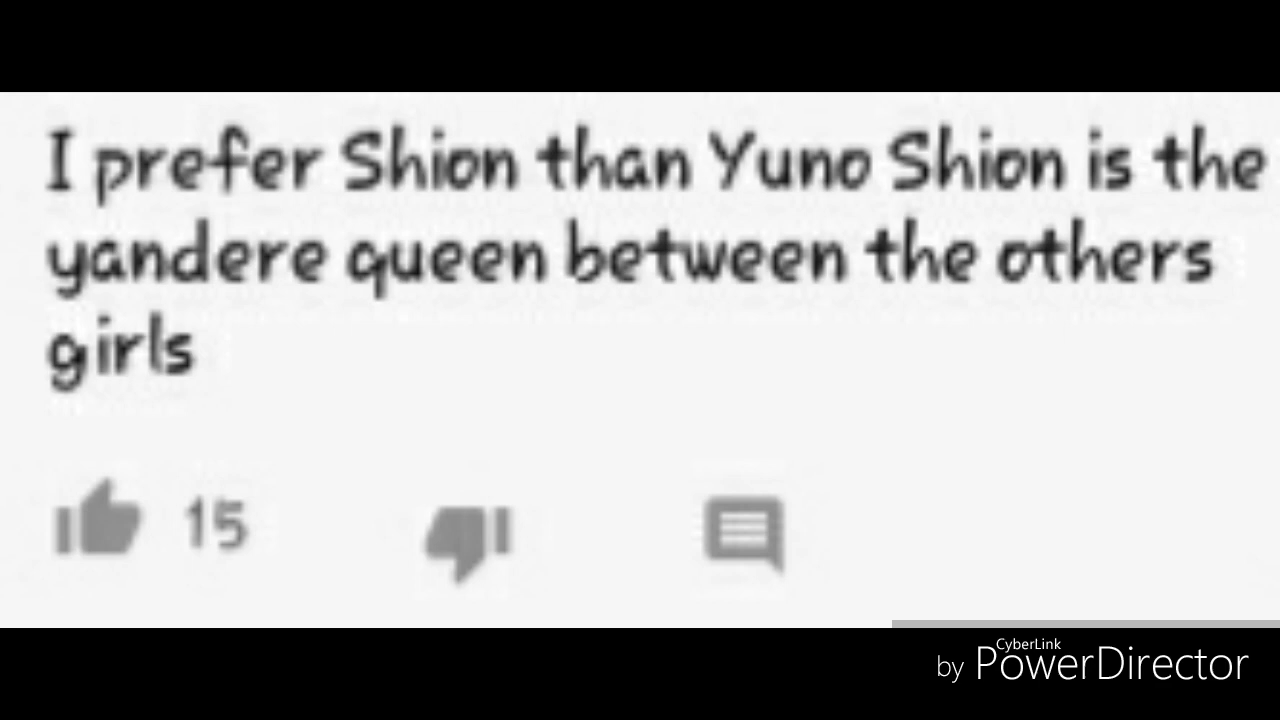 I prefer Shion than Yuno Shion is the
yandere queen between the others
girls
15
CyberLink
by PowerDirector